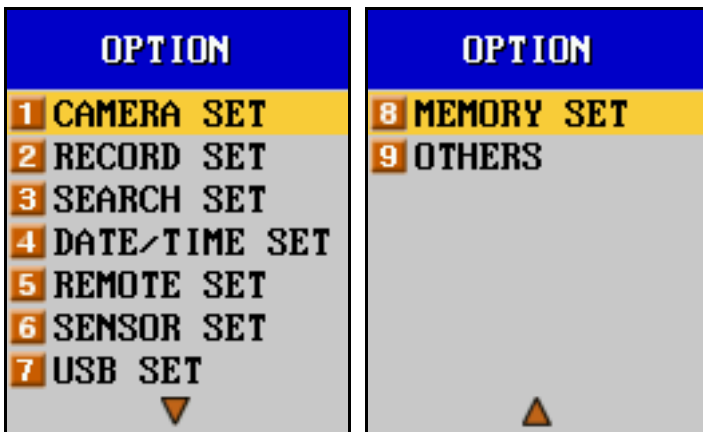 OPTION
1 CAMERA SET
2 RECORD SET
3 SEARCH SET
4 DATE/TIME SET
5 REMOTE SET
6 SENSOR SET
7 USB SET
OPTION
8 MEMORY SET
9 OTHERS